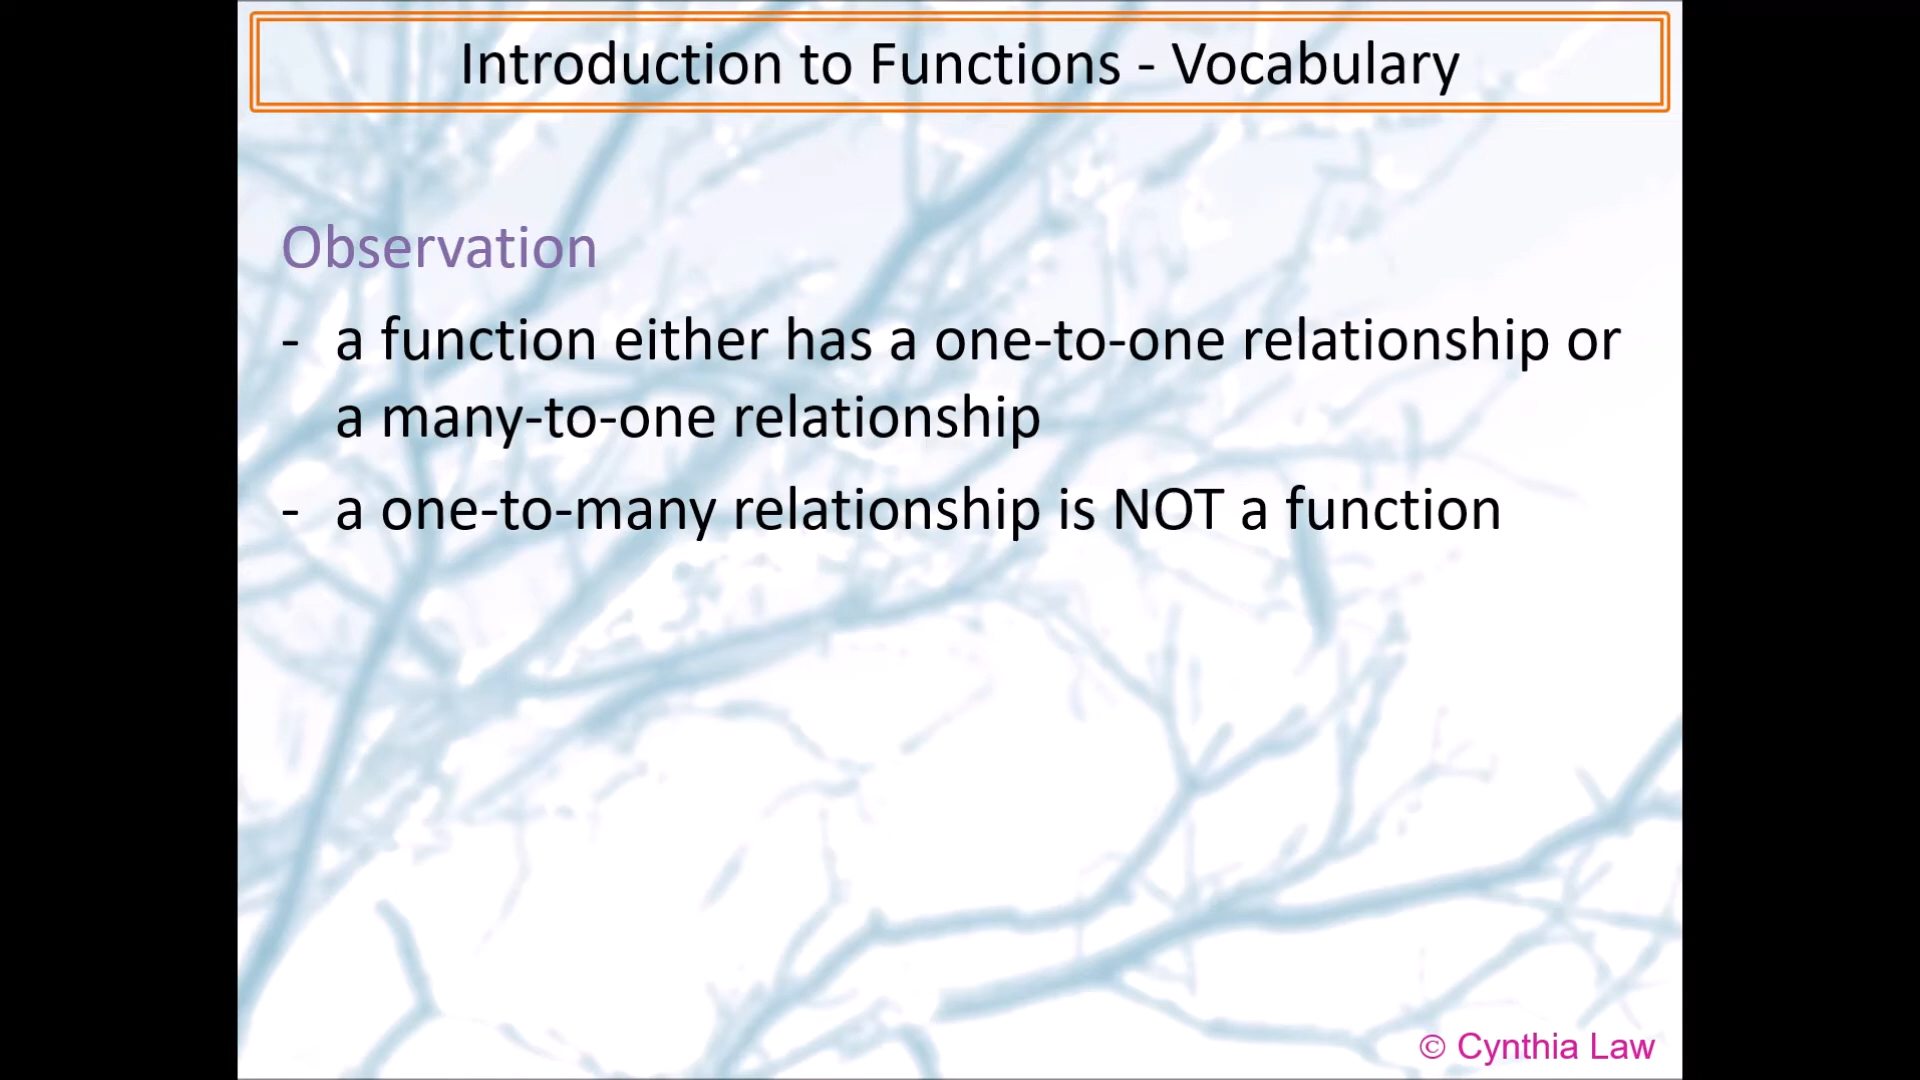 Introduction to Functions - Vocabulary
Observation
- a function either has a one-to-one relationship or
a many-to-one relationship
- a one-to-many relationship is NOT a function
© Cynthia Law